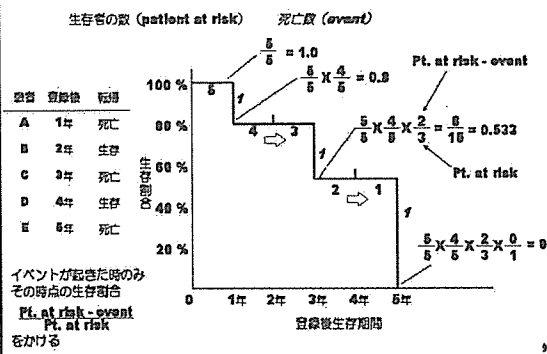 生存者の数 (patient at risk) 死亡数 (event)
5/5 = 1.0
Pt. at risk - event
5/5 X 4/5 = 0.8
5/5 X 4/5 X 2/3 = 8/15 = 0.533
Pt. at risk
5/5 X 4/5 X 2/3 X 0/1 = 0
患者 登録後 転帰
A 1年 死亡
B 2年 生存
C 3年 死亡
D 4年 生存
E 5年 死亡
イベントが起きた時のみ
その時点の生存割合
Pt. at risk - event
Pt. at risk
をかける
生存割合
100 %
80 %
60 %
40 %
20 %
5
1
4 3
1
2 1
1
0 1年 2年 3年 4年 5年
登録後生存期間